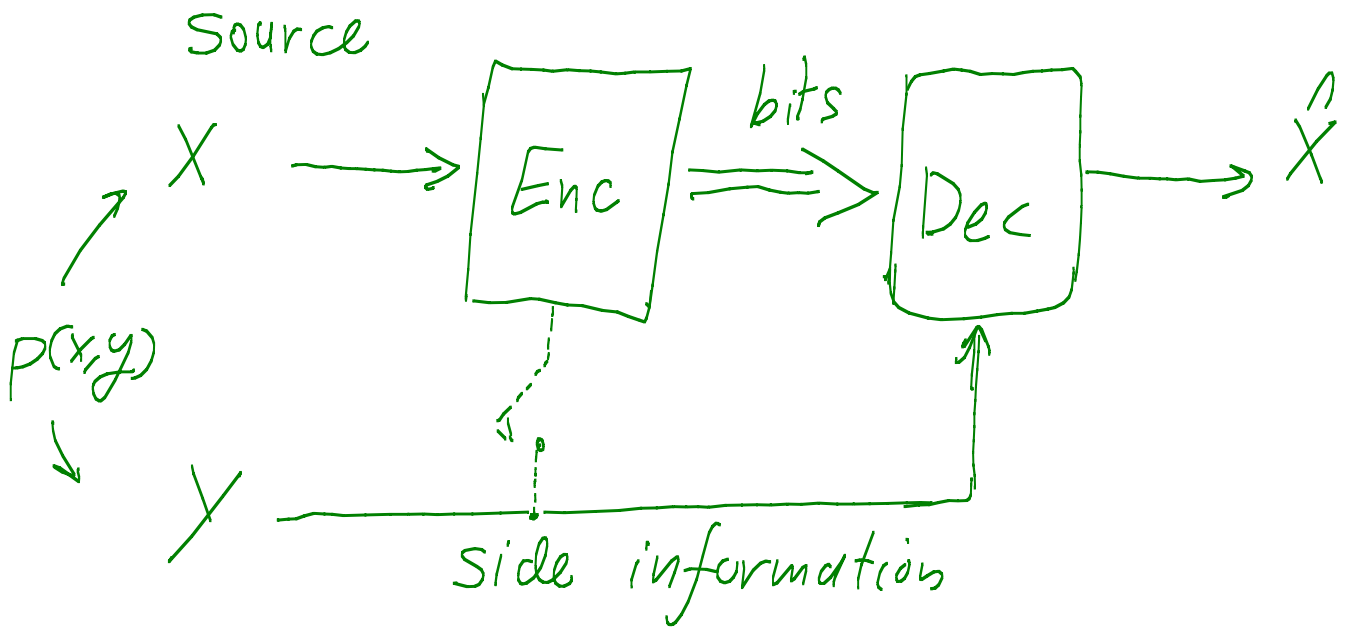 Source
bits
X
Enc
Dec
X̂
p(x,y)
Y
side information